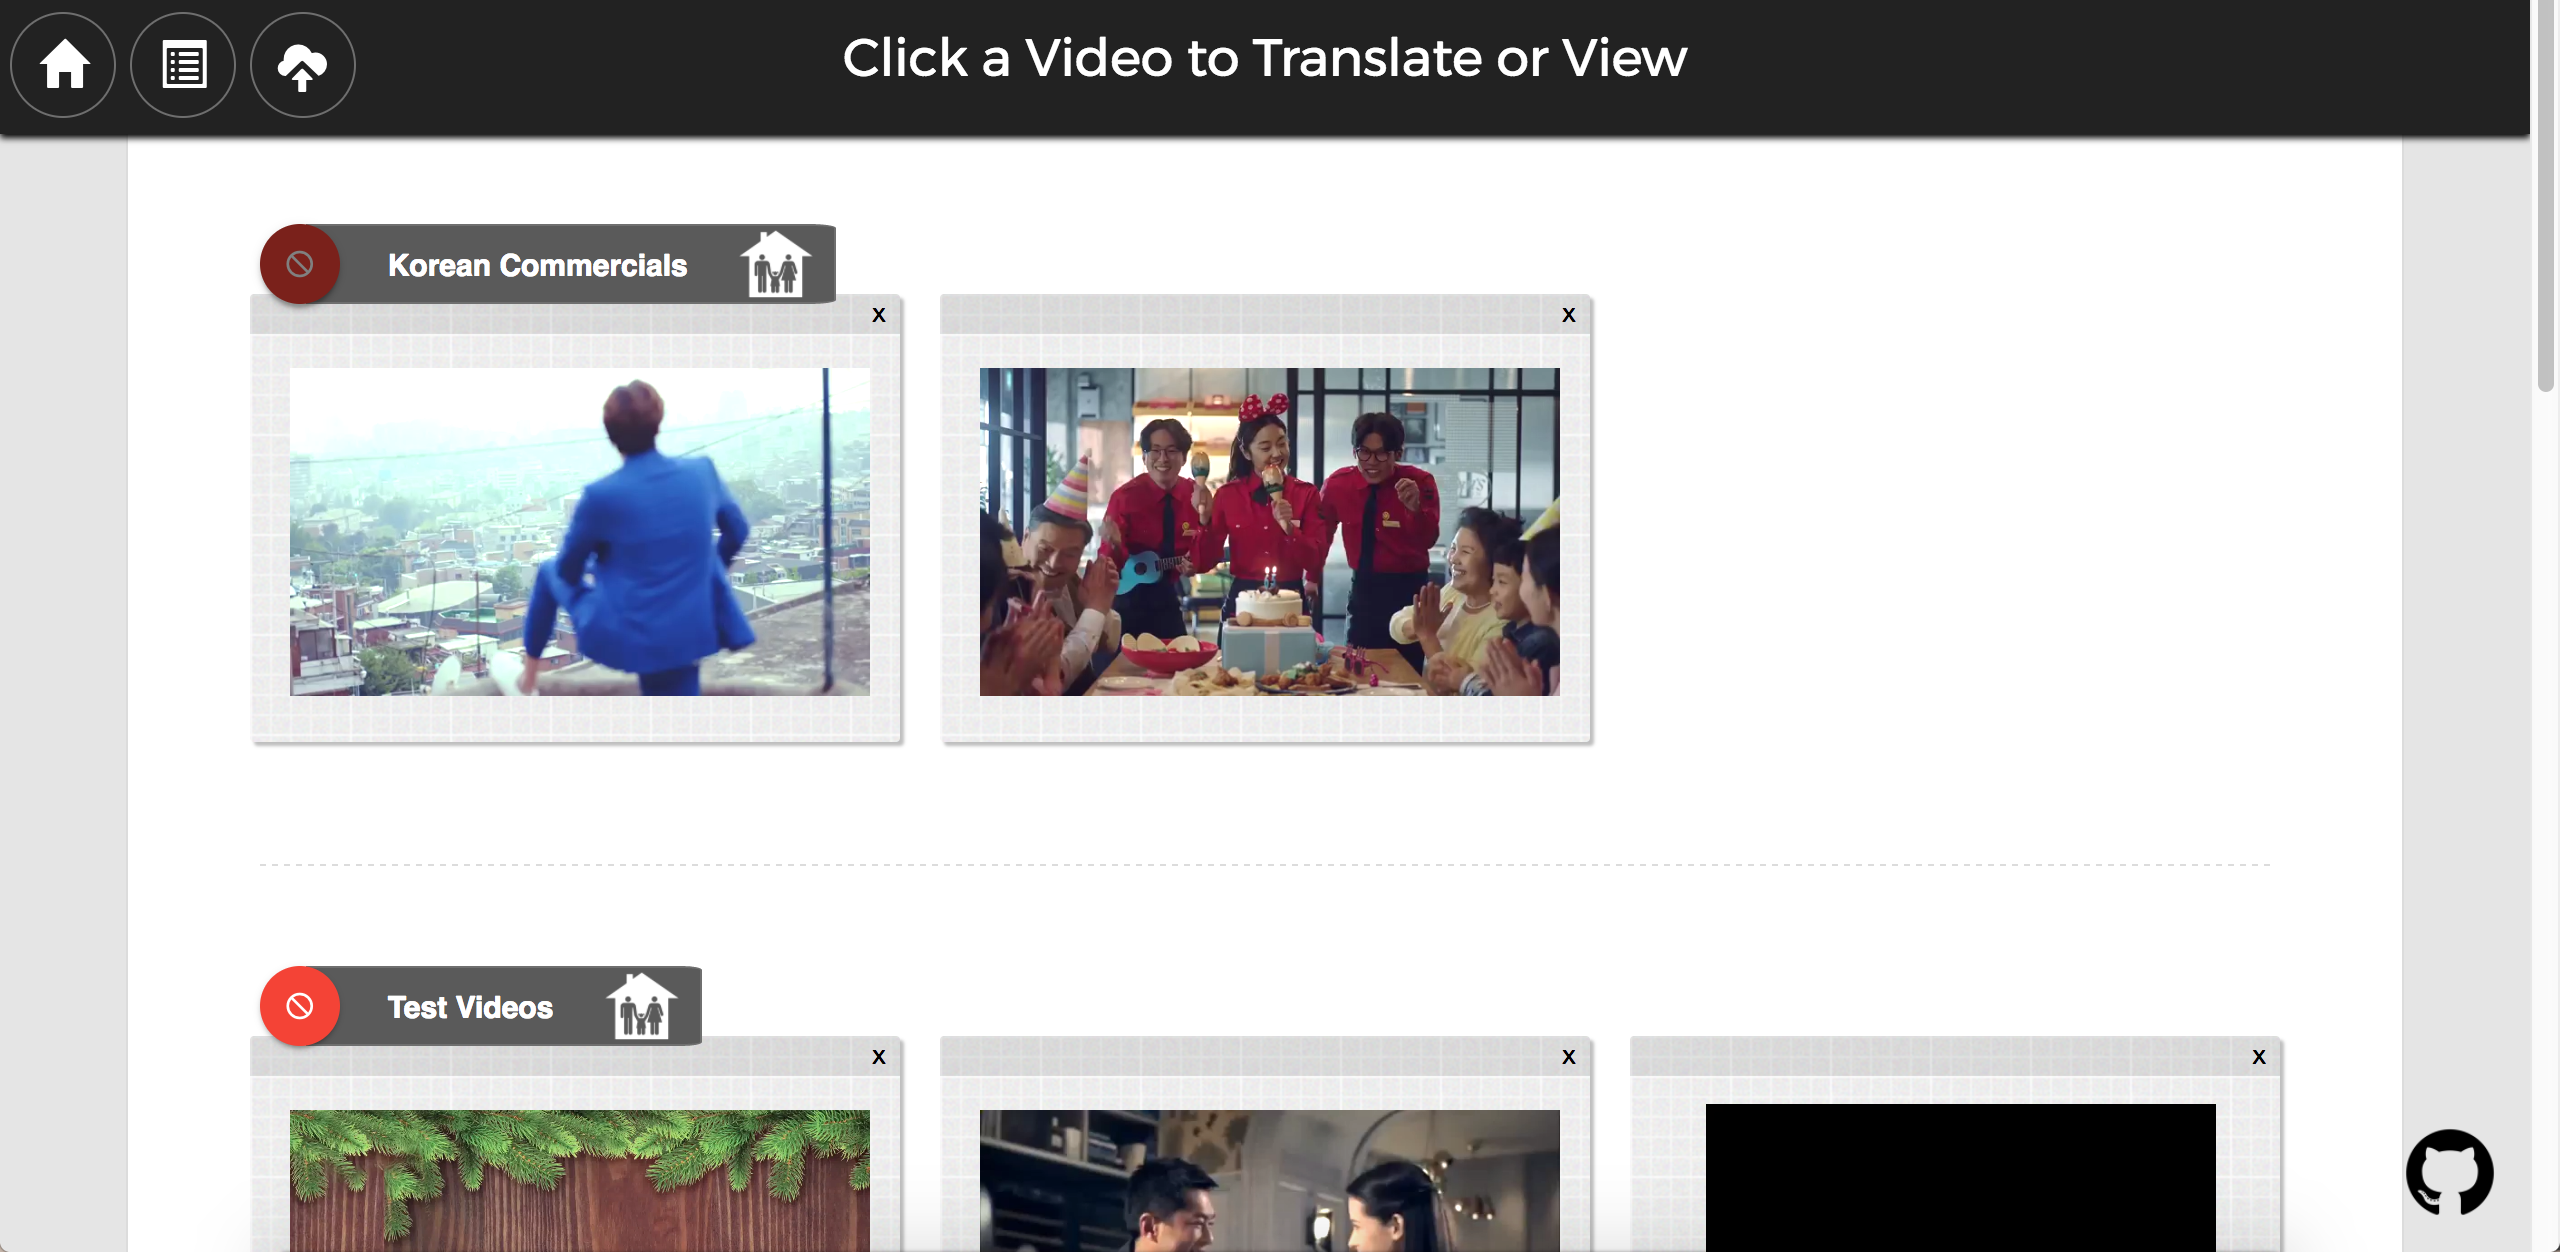 Click a Video to Translate or View
Korean Commercials
X
X
Test Videos
X
X
X